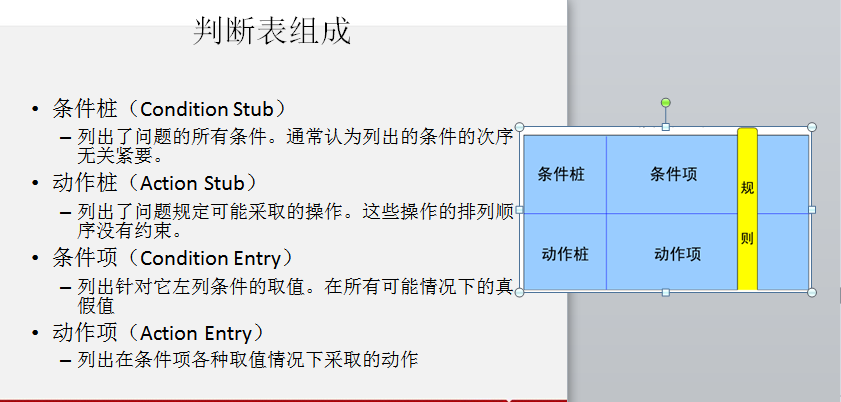 判断表组成
• 条件桩（Condition Stub）
– 列出了问题的所有条件。通常认为列出的条件的次序
无关紧要。
• 动作桩（Action Stub）
– 列出了问题规定可能采取的操作。这些操作的排列顺
序没有约束。
• 条件项（Condition Entry）
– 列出针对它左列条件的取值。在所有可能情况下的真
假值
• 动作项（Action Entry）
– 列出在条件项各种取值情况下采取的动作
条件桩
条件项
规
则
动作桩
动作项